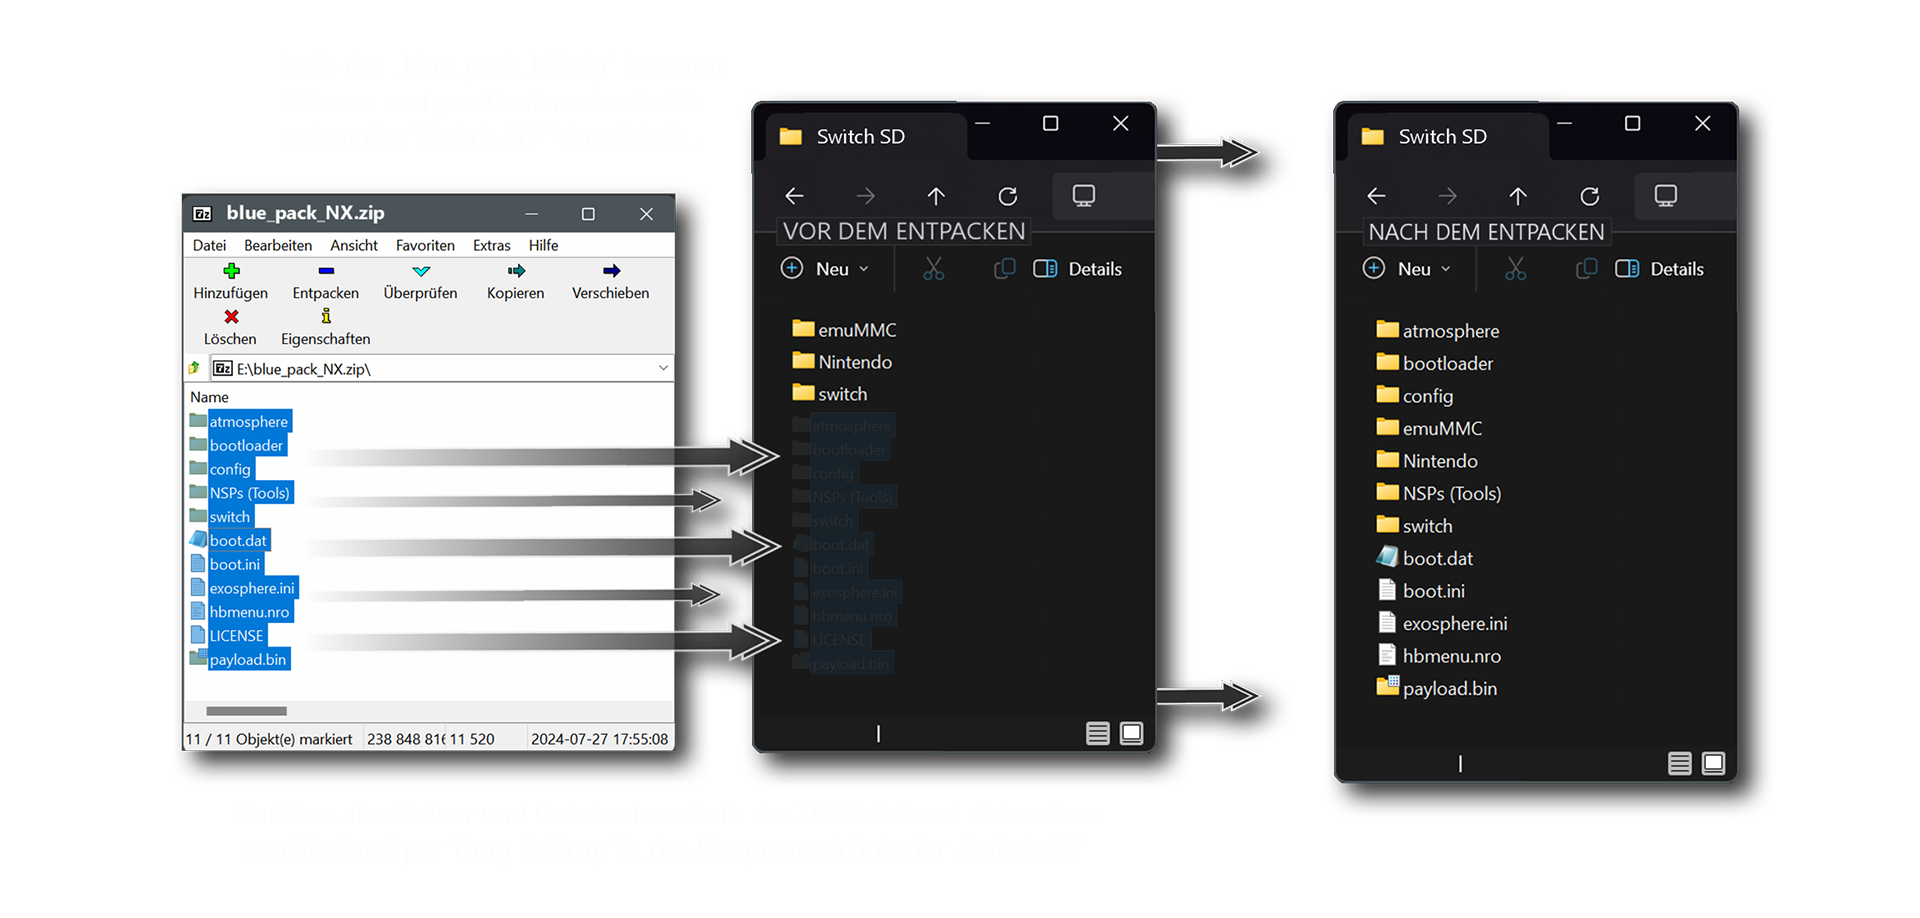 blue_pack_NX.zip
Datei Bearbeiten Ansicht Favoriten Extras Hilfe
Hinzufügen Entpacken Überprüfen Kopieren Verschieben
Löschen Eigenschaften
E:\blue_pack_NX.zip\
Name
atmosphere
bootloader
config
NSPs (Tools)
switch
boot.dat
boot.ini
exosphere.ini
hbmenu.nro
LICENSE
payload.bin
11 / 11 Objekt(e) markiert 238 848 816 11 520 2024-07-27 17:55:08
Switch SD
VOR DEM ENTPACKEN
Neu Details
emuMMC
Nintendo
switch
atmosphere
bootloader
config
NSPs (Tools)
switch
boot.dat
boot.ini
exosphere.ini
hbmenu.nro
LICENSE
payload.bin
Switch SD
NACH DEM ENTPACKEN
Neu Details
atmosphere
bootloader
config
emuMMC
Nintendo
NSPs (Tools)
switch
boot.dat
boot.ini
exosphere.ini
hbmenu.nro
payload.bin